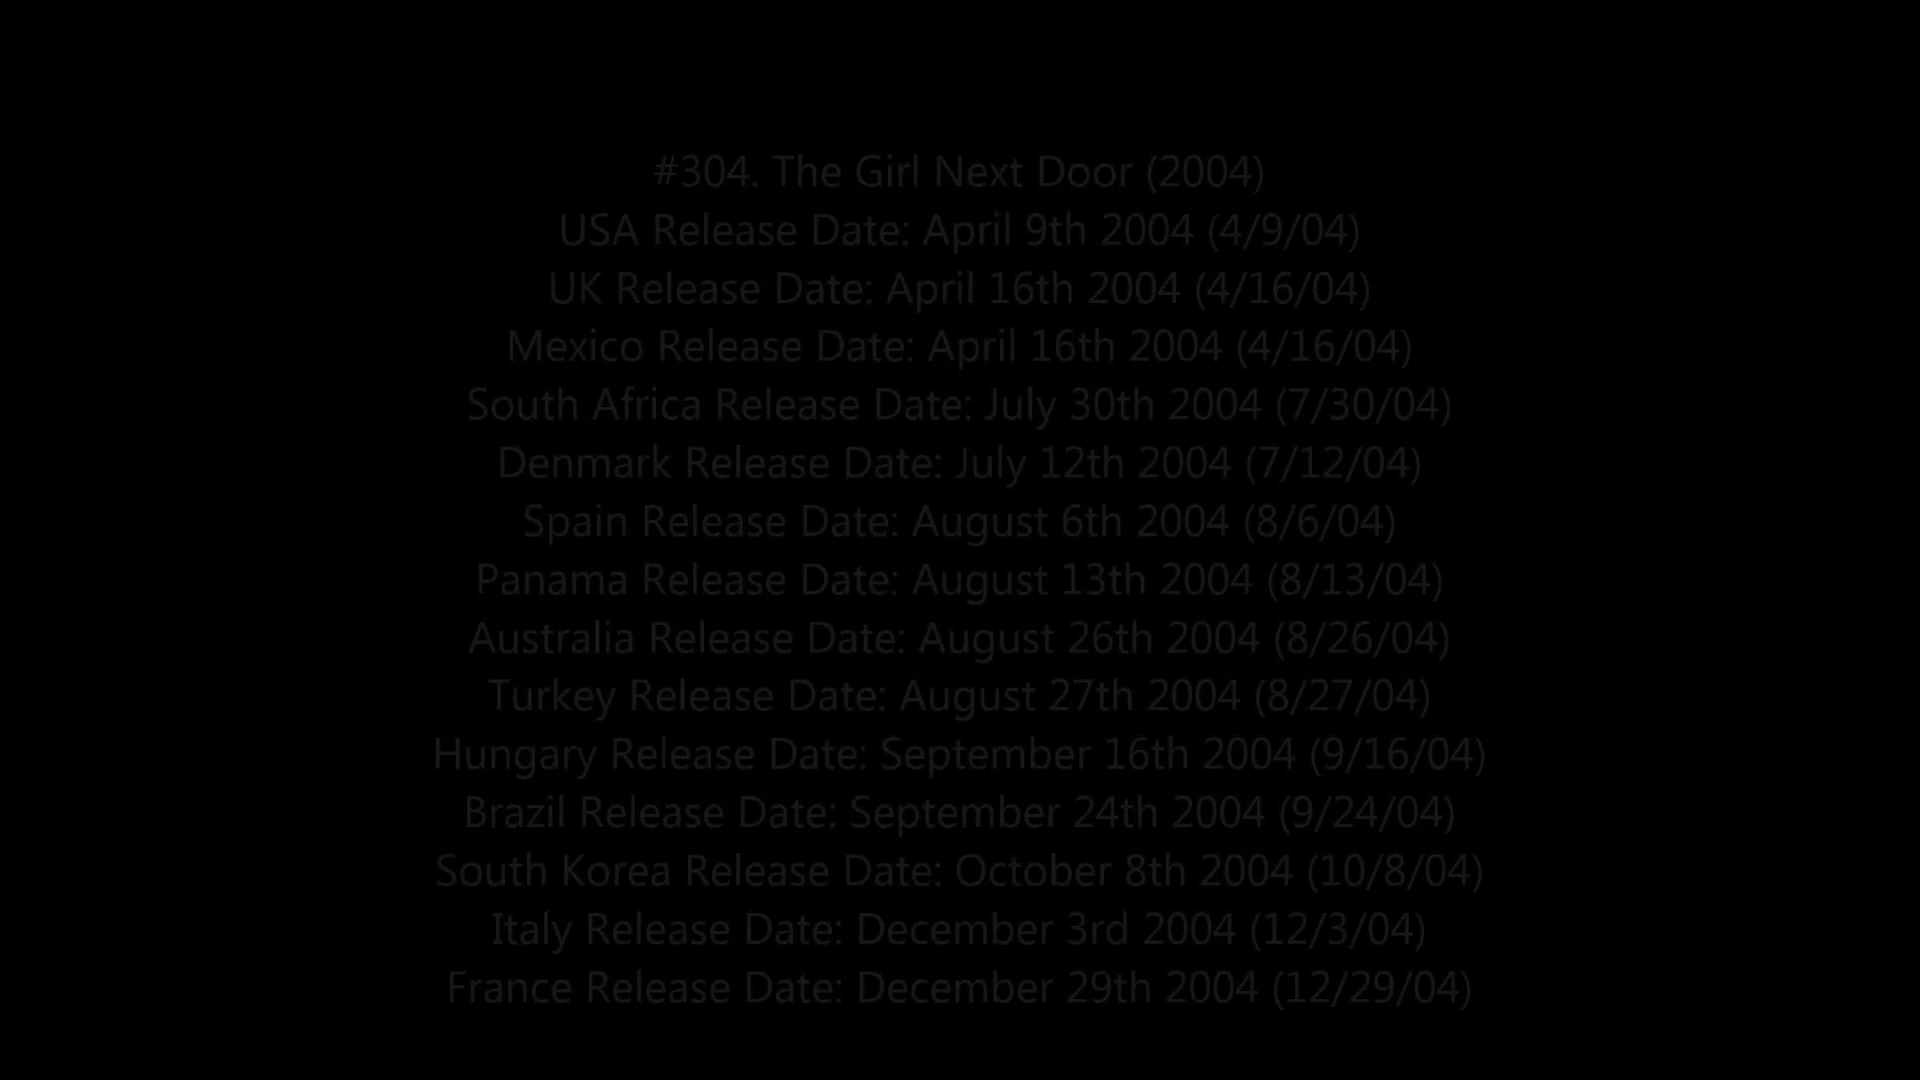 #304. The Girl Next Door (2004)
USA Release Date: April 9th 2004 (4/9/04)
UK Release Date: April 16th 2004 (4/16/04)
Mexico Release Date: April 16th 2004 (4/16/04)
South Africa Release Date: July 30th 2004 (7/30/04)
Denmark Release Date: July 12th 2004 (7/12/04)
Spain Release Date: August 6th 2004 (8/6/04)
Panama Release Date: August 13th 2004 (8/13/04)
Australia Release Date: August 26th 2004 (8/26/04)
Turkey Release Date: August 27th 2004 (8/27/04)
Hungary Release Date: September 16th 2004 (9/16/04)
Brazil Release Date: September 24th 2004 (9/24/04)
South Korea Release Date: October 8th 2004 (10/8/04)
Italy Release Date: December 3rd 2004 (12/3/04)
France Release Date: December 29th 2004 (12/29/04)